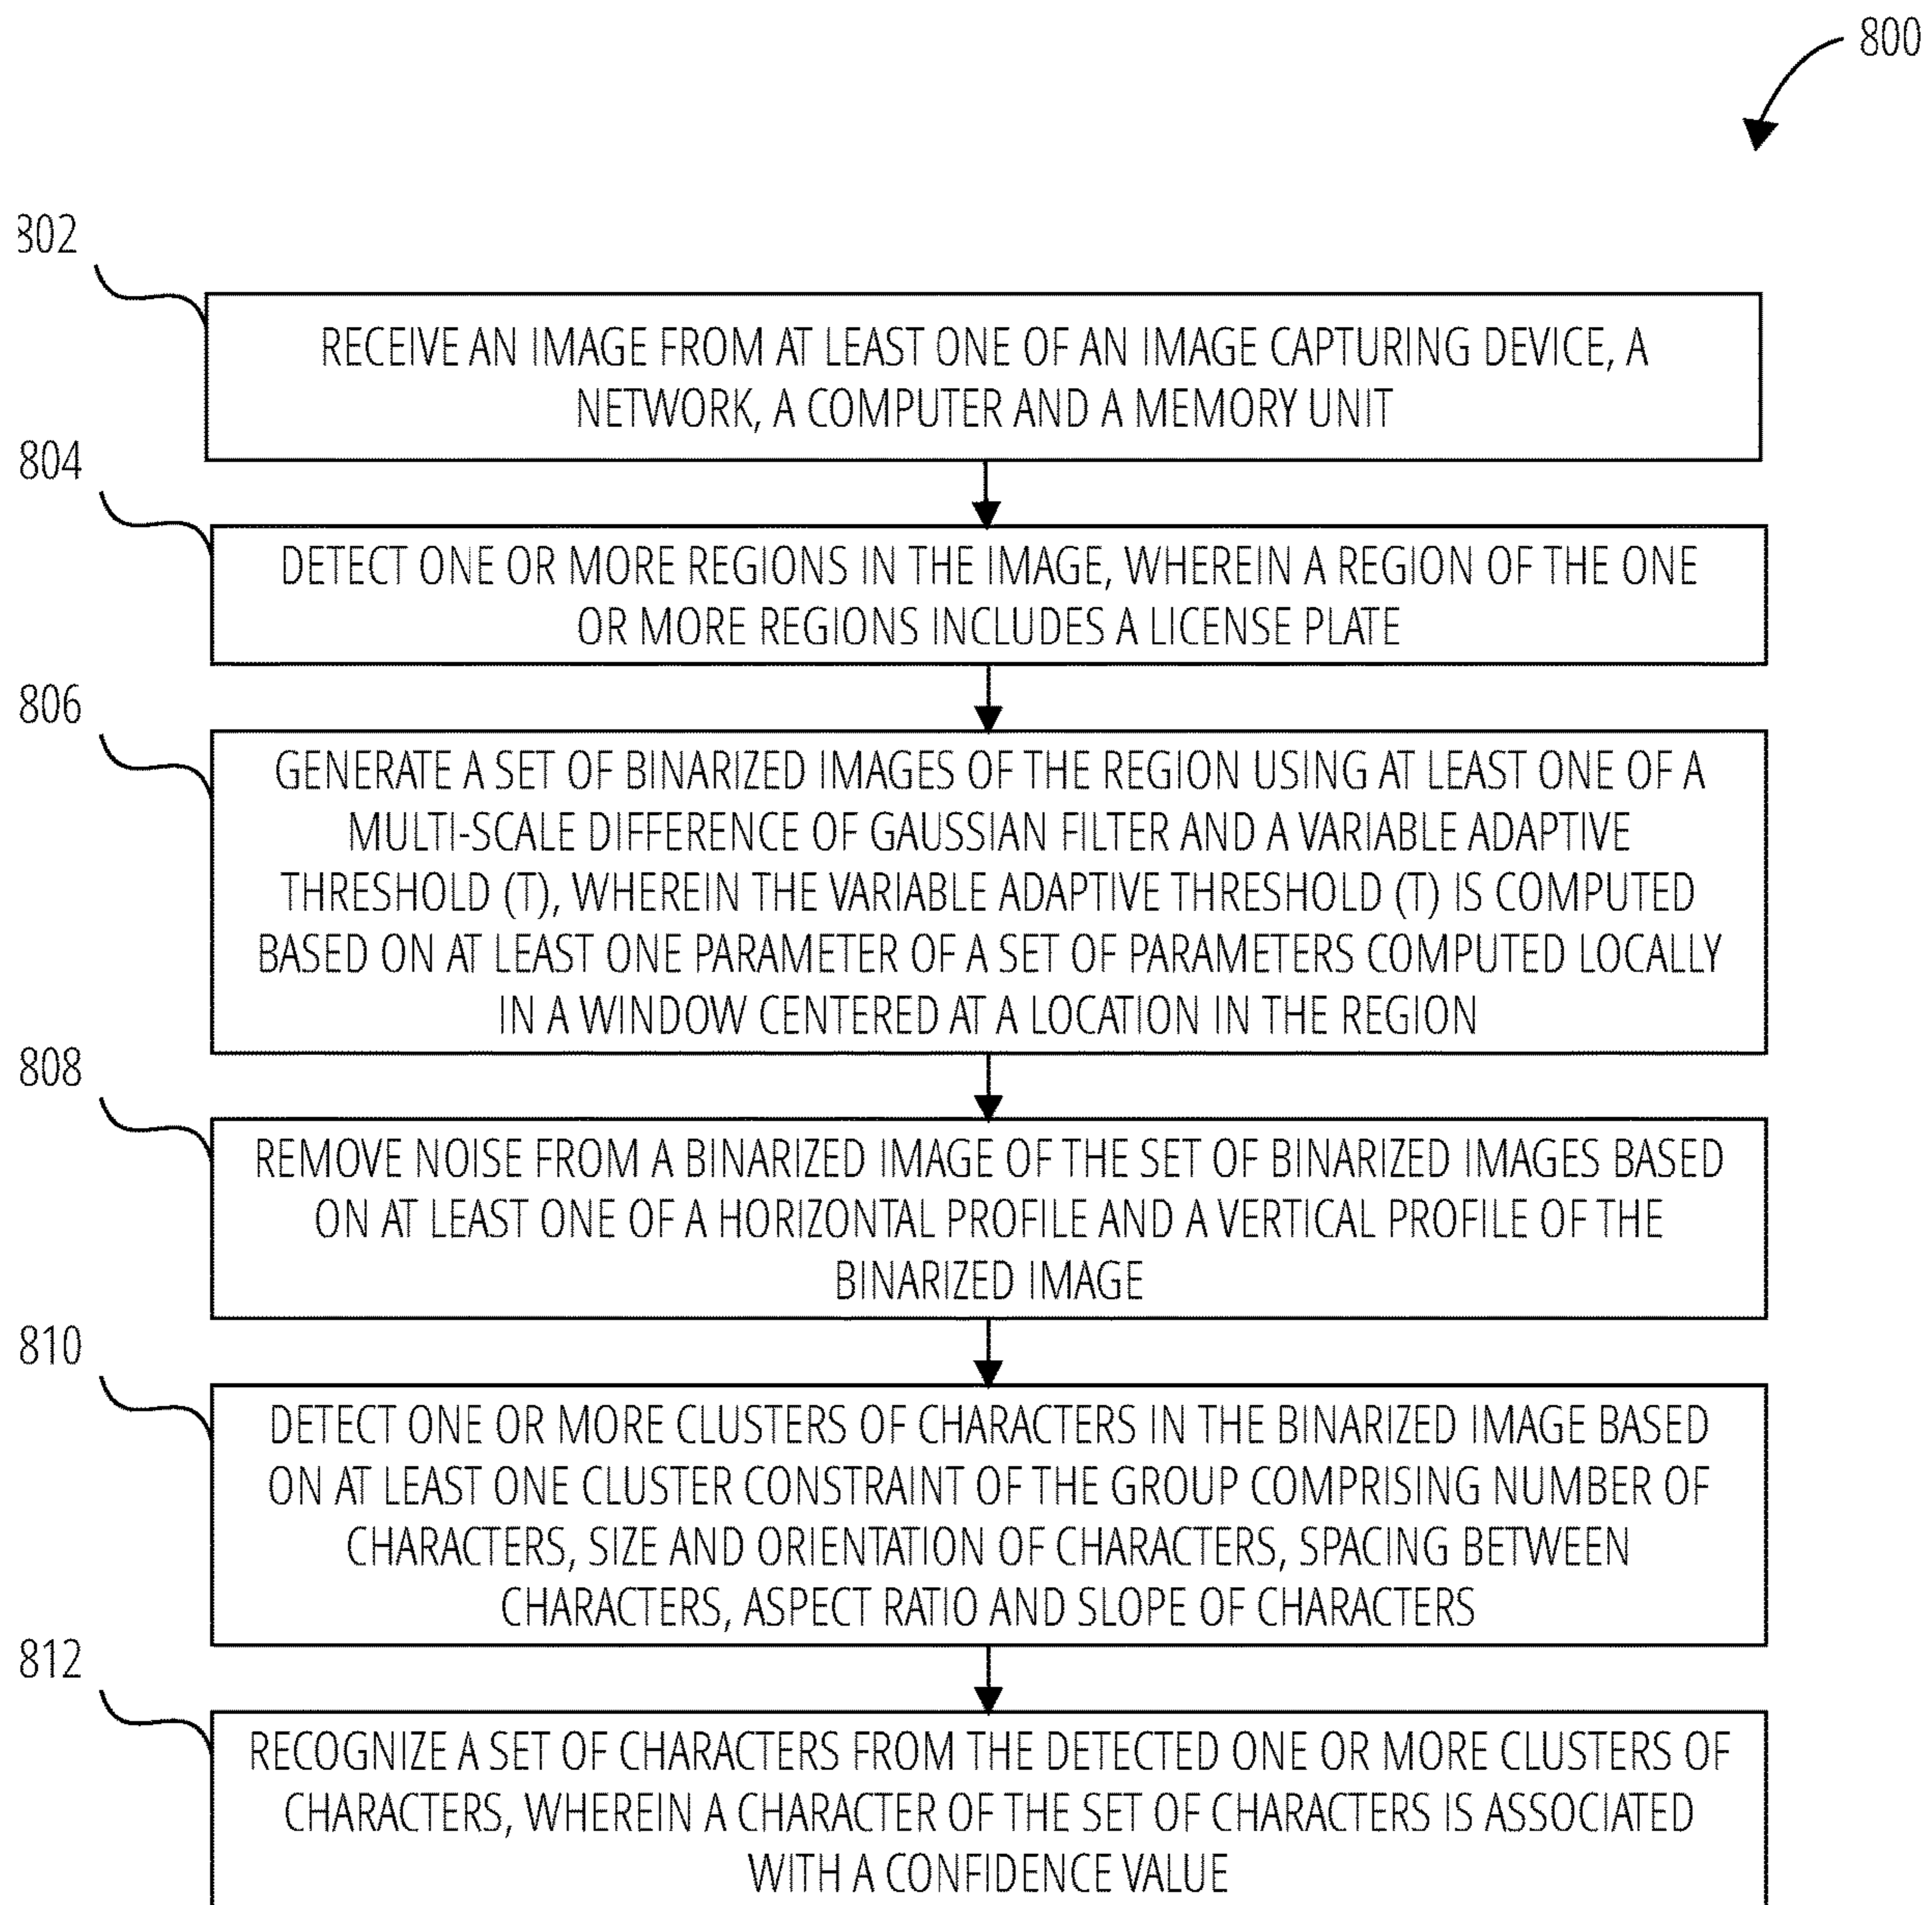 800
802
RECEIVE AN IMAGE FROM AT LEAST ONE OF AN IMAGE CAPTURING DEVICE, A
NETWORK, A COMPUTER AND A MEMORY UNIT
804
DETECT ONE OR MORE REGIONS IN THE IMAGE, WHEREIN A REGION OF THE ONE
OR MORE REGIONS INCLUDES A LICENSE PLATE
806
GENERATE A SET OF BINARIZED IMAGES OF THE REGION USING AT LEAST ONE OF A
MULTI-SCALE DIFFERENCE OF GAUSSIAN FILTER AND A VARIABLE ADAPTIVE
THRESHOLD (T), WHEREIN THE VARIABLE ADAPTIVE THRESHOLD (T) IS COMPUTED
BASED ON AT LEAST ONE PARAMETER OF A SET OF PARAMETERS COMPUTED LOCALLY
IN A WINDOW CENTERED AT A LOCATION IN THE REGION
808
REMOVE NOISE FROM A BINARIZED IMAGE OF THE SET OF BINARIZED IMAGES BASED
ON AT LEAST ONE OF A HORIZONTAL PROFILE AND A VERTICAL PROFILE OF THE
BINARIZED IMAGE
810
DETECT ONE OR MORE CLUSTERS OF CHARACTERS IN THE BINARIZED IMAGE BASED
ON AT LEAST ONE CLUSTER CONSTRAINT OF THE GROUP COMPRISING NUMBER OF
CHARACTERS, SIZE AND ORIENTATION OF CHARACTERS, SPACING BETWEEN
CHARACTERS, ASPECT RATIO AND SLOPE OF CHARACTERS
812
RECOGNIZE A SET OF CHARACTERS FROM THE DETECTED ONE OR MORE CLUSTERS OF
CHARACTERS, WHEREIN A CHARACTER OF THE SET OF CHARACTERS IS ASSOCIATED
WITH A CONFIDENCE VALUE